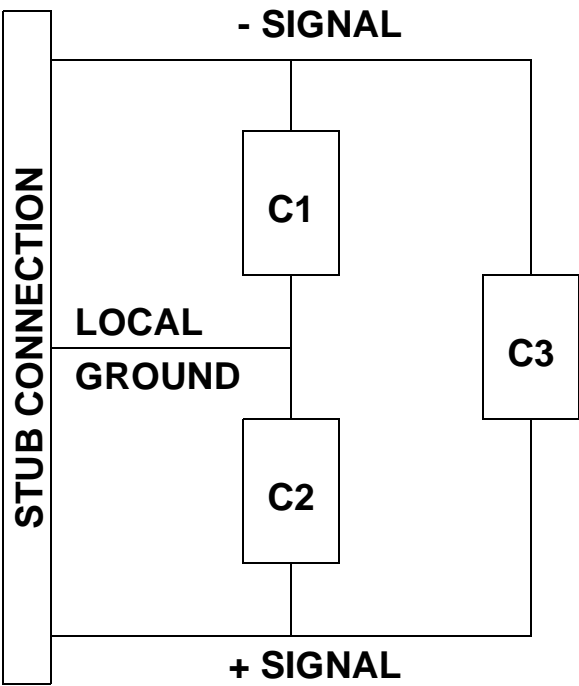 - SIGNAL
STUB CONNECTION
C1
LOCAL
GROUND
C3
C2
+ SIGNAL